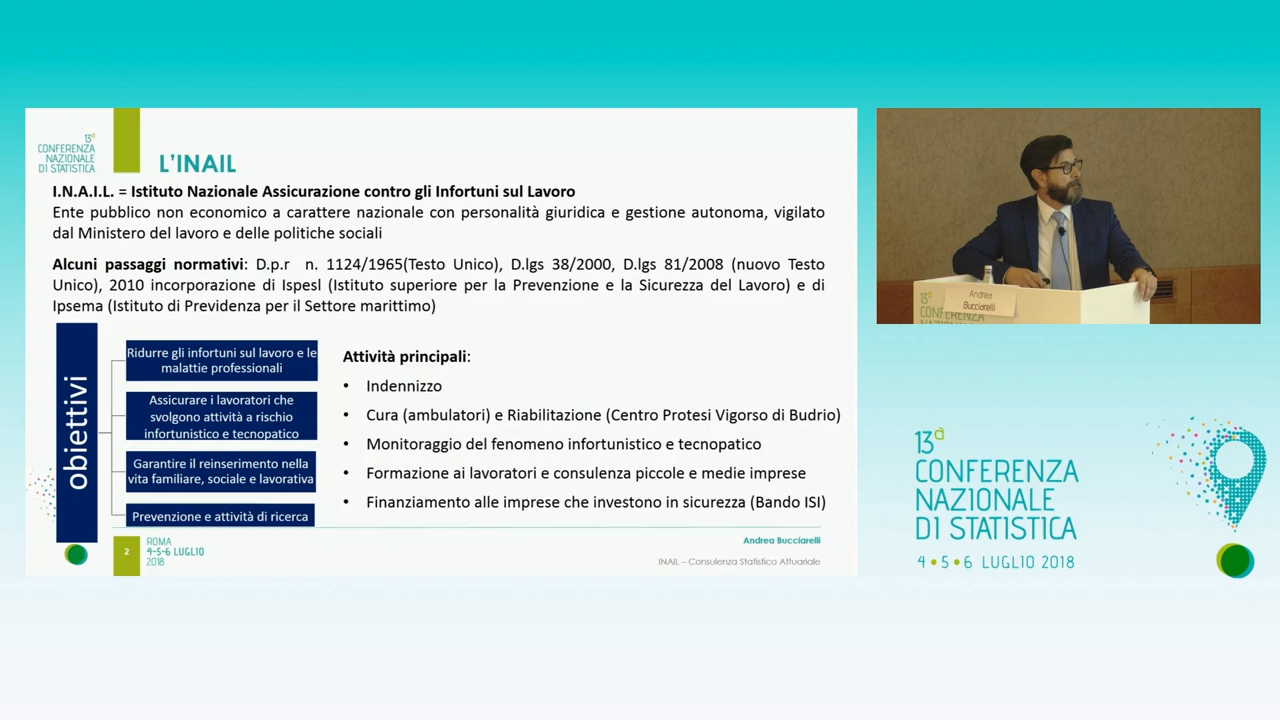 13ª
CONFERENZA
NAZIONALE
DI STATISTICA
L'INAIL
I.N.A.I.L. = Istituto Nazionale Assicurazione contro gli Infortuni sul Lavoro
Ente pubblico non economico a carattere nazionale con personalità giuridica e gestione autonoma, vigilato
dal Ministero del lavoro e delle politiche sociali
Alcuni passaggi normativi: D.p.r n. 1124/1965(Testo Unico), D.lgs 38/2000, D.lgs 81/2008 (nuovo Testo
Unico), 2010 incorporazione di Ispesl (Istituto superiore per la Prevenzione e la Sicurezza del Lavoro) e di
Ipsema (Istituto di Previdenza per il Settore marittimo)
obiettivi
Ridurre gli infortuni sul lavoro e le
malattie professionali
Assicurare i lavoratori che
svolgono attività a rischio
infortunistico e tecnopatico
Garantire il reinserimento nella
vita familiare, sociale e lavorativa
Prevenzione e attività di ricerca
Attività principali:
• Indennizzo
• Cura (ambulatori) e Riabilitazione (Centro Protesi Vigorso di Budrio)
• Monitoraggio del fenomeno infortunistico e tecnopatico
• Formazione ai lavoratori e consulenza piccole e medie imprese
• Finanziamento alle imprese che investono in sicurezza (Bando ISI)
2
ROMA
4-5-6 LUGLIO
2018
Andrea Bucciarelli
INAIL – Consulenza Statistico Attuariale
Andrea
Bucciarelli
13ª
CONFERENZA
13ª
CONFERENZA
NAZIONALE
DI STATISTICA
4 • 5 • 6 LUGLIO 2018